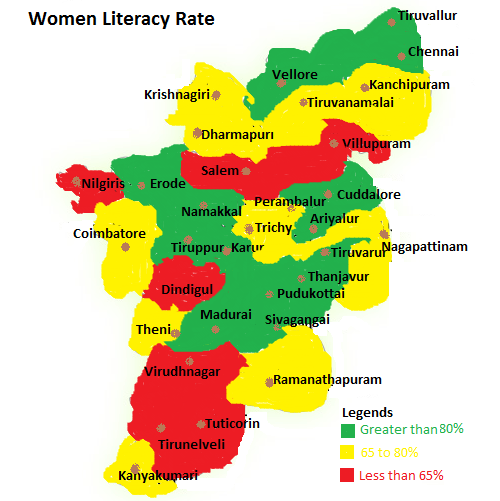 Women Literacy Rate
Tiruvallur
Chennai
Vellore
Kanchipuram
Krishnagiri
Tiruvanamalai
Dharmapuri
Villupuram
Salem
Nilgiris
Erode
Cuddalore
Perambalur
Namakkal
Ariyalur
Coimbatore
Trichy
Tiruppur
Karur
Tiruvarur
Nagapattinam
Thanjavur
Dindigul
Pudukottai
Madurai
Sivagangai
Theni
Virudhnagar
Ramanathapuram
Tuticorin
Tirunelveli
Kanyakumari
Legends
Greater than 80%
65 to 80%
Less than 65%